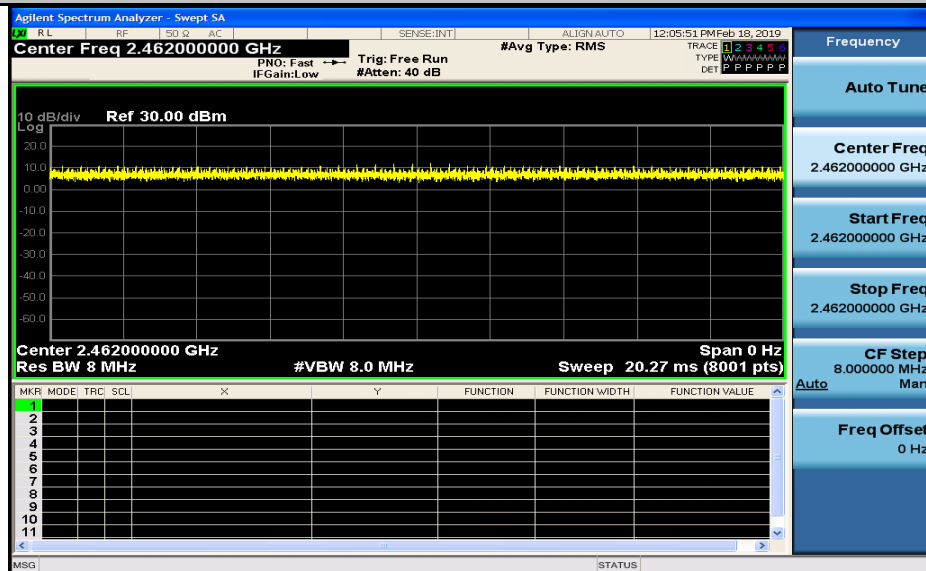 Agilent Spectrum Analyzer - Swept SA
LXI RL RF 50 Ω AC SENSE:INT ALIGN AUTO 12:05:51 PM Feb 18, 2019
Center Freq 2.462000000 GHz
PNO: Fast
IFGain:Low
Trig: Free Run
#Atten: 40 dB
#Avg Type: RMS
TRACE 1 2 3 4 5 6
TYPE WWWWWW
DET P P P P P P
10 dB/div Ref 30.00 dBm
Log
20.0
10.0
0.00
-10.0
-20.0
-30.0
-40.0
-50.0
-60.0
Center 2.462000000 GHz Span 0 Hz
Res BW 8 MHz #VBW 8.0 MHz Sweep 20.27 ms (8001 pts)
MKR MODE TRC SCL X Y FUNCTION FUNCTION WIDTH FUNCTION VALUE
1
2
3
4
5
6
7
8
9
10
11
MSG STATUS
Frequency
Auto Tune
Center Freq
2.462000000 GHz
Start Freq
2.462000000 GHz
Stop Freq
2.462000000 GHz
CF Step
8.000000 MHz
Auto Man
Freq Offset
0 Hz